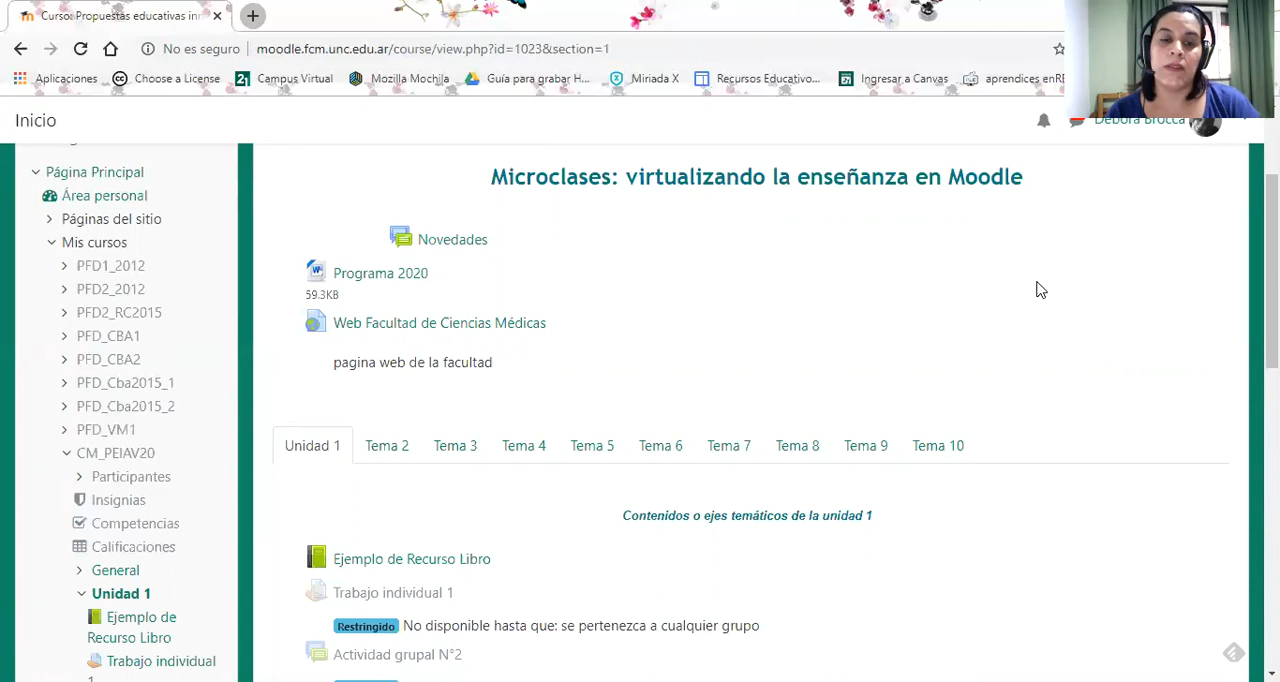 Curso: Propuestas educativas inn
No es seguro
moodle.fcm.unc.edu.ar/course/view.php?id=1023&section=1
Aplicaciones
Choose a License
21 Campus Virtual
Mozilla Mochila
Guía para grabar H...
Miriada X
Recursos Educativo...
21 Ingresar a Canvas
aprendices enRE
Inicio
Debora Brocca
Página Principal
Área personal
Páginas del sitio
Mis cursos
PFD1_2012
PFD2_2012
PFD2_RC2015
PFD_CBA1
PFD_CBA2
PFD_Cba2015_1
PFD_Cba2015_2
PFD_VM1
CM_PEIAV20
Participantes
Insignias
Competencias
Calificaciones
General
Unidad 1
Ejemplo de
Recurso Libro
Trabajo individual
Microclases: virtualizando la enseñanza en Moodle
Novedades
Programa 2020
59.3KB
Web Facultad de Ciencias Médicas
pagina web de la facultad
Unidad 1 Tema 2 Tema 3 Tema 4 Tema 5 Tema 6 Tema 7 Tema 8 Tema 9 Tema 10
Contenidos o ejes temáticos de la unidad 1
Ejemplo de Recurso Libro
Trabajo individual 1
Restringido No disponible hasta que: se pertenezca a cualquier grupo
Actividad grupal N°2